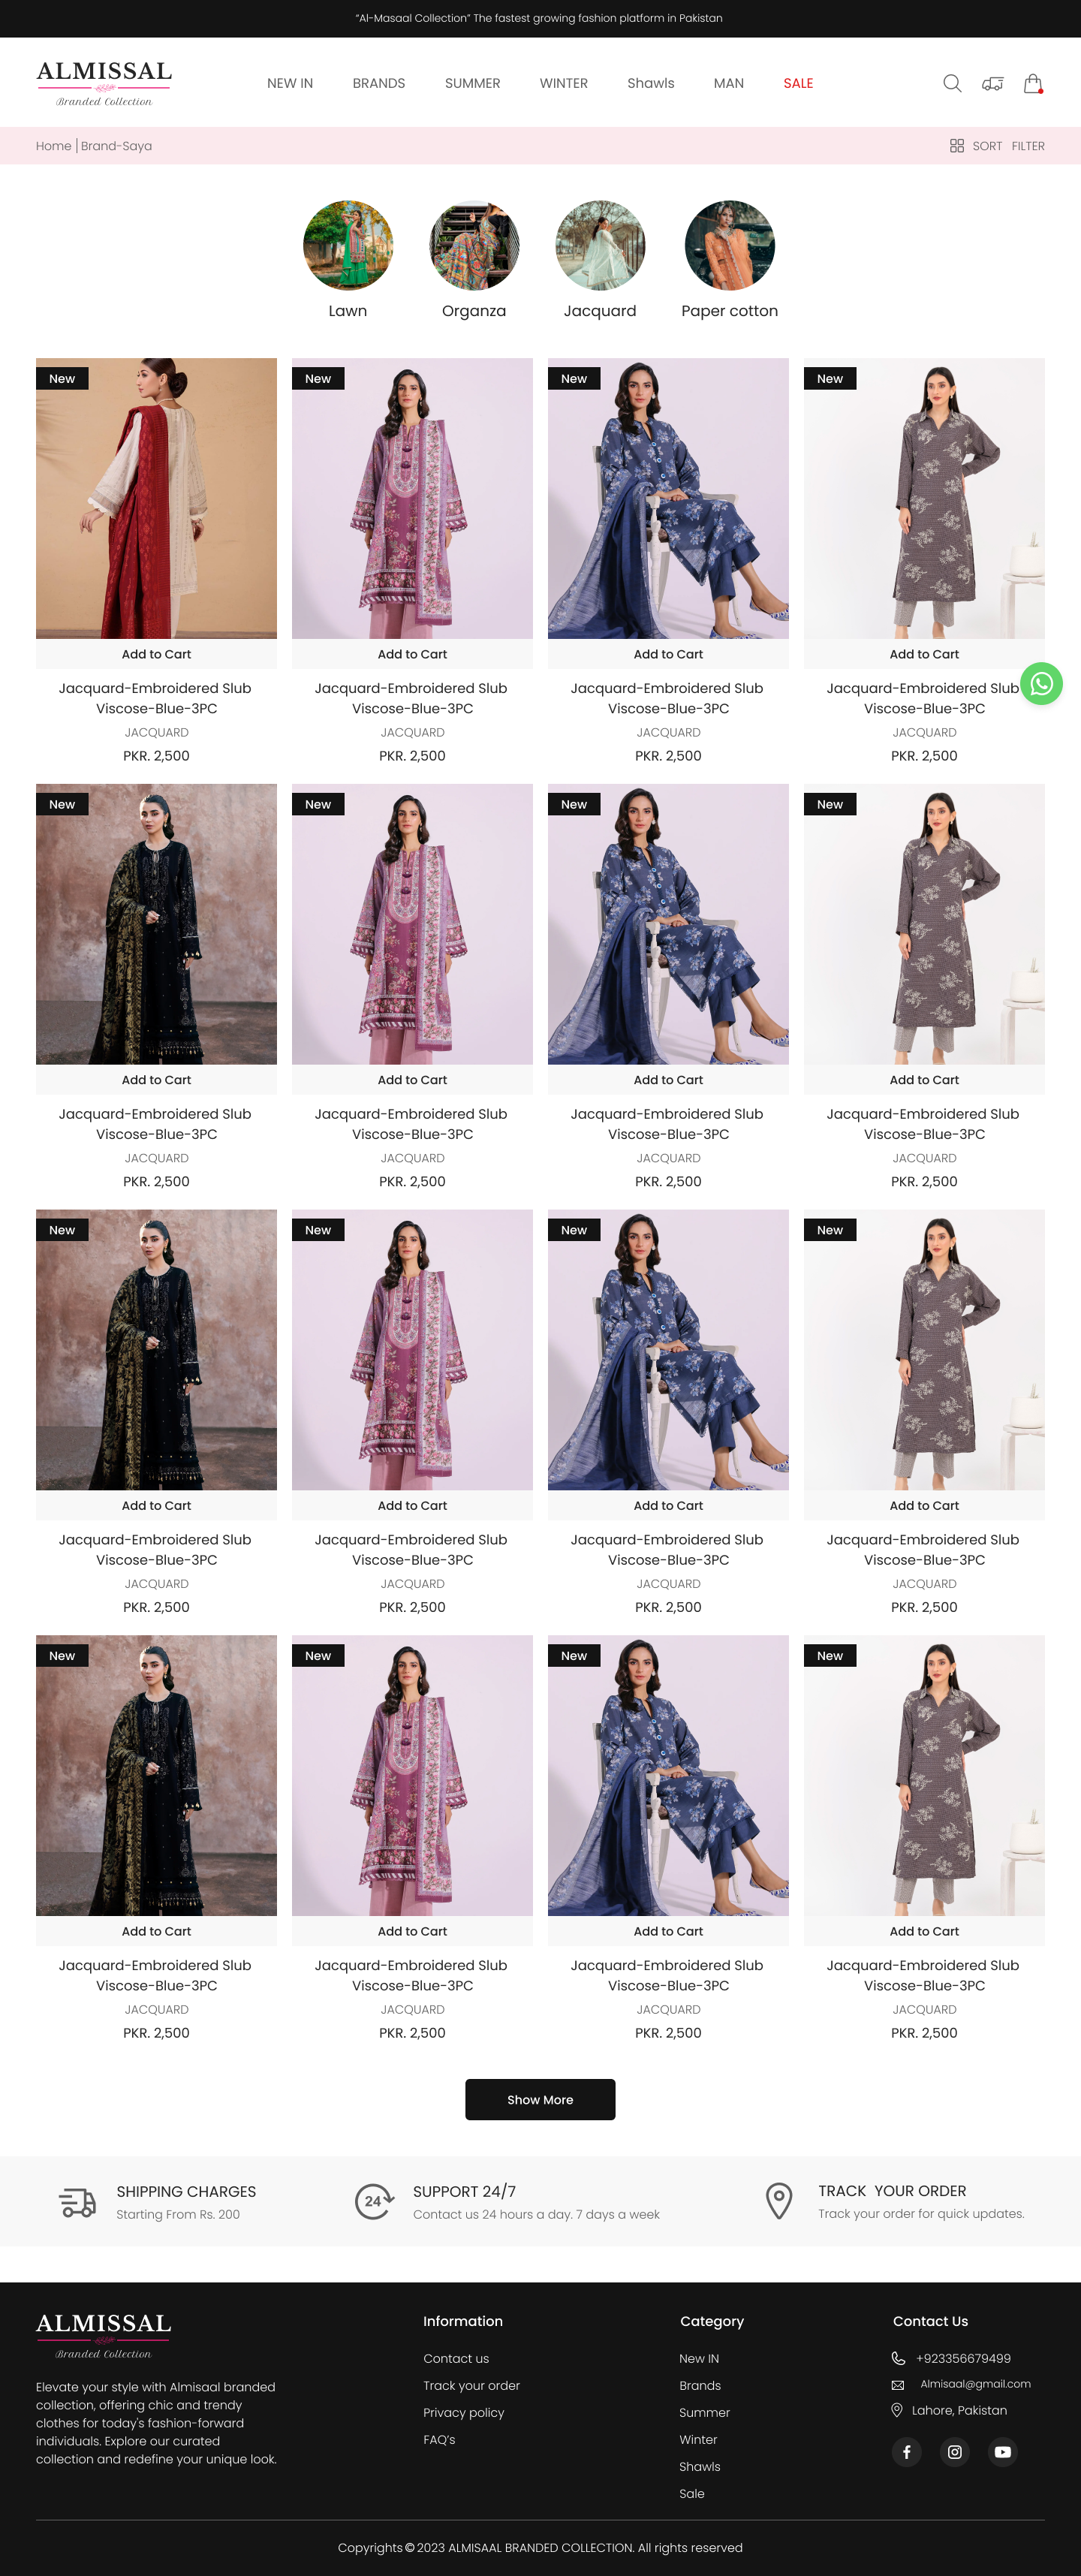 “Al-Masaal Collection” The fastest growing fashion platform in Pakistan
ALMISSAL
Branded Collection
NEW IN BRANDS SUMMER WINTER Shawls MAN SALE
Home | Brand-Saya SORT FILTER
Lawn Organza Jacquard Paper cotton
New New New New
Add to Cart Add to Cart Add to Cart Add to Cart
Jacquard-Embroidered Slub Jacquard-Embroidered Slub Jacquard-Embroidered Slub Jacquard-Embroidered Slub
Viscose-Blue-3PC Viscose-Blue-3PC Viscose-Blue-3PC Viscose-Blue-3PC
JACQUARD JACQUARD JACQUARD JACQUARD
PKR. 2,500 PKR. 2,500 PKR. 2,500 PKR. 2,500
New New New New
Add to Cart Add to Cart Add to Cart Add to Cart
Jacquard-Embroidered Slub Jacquard-Embroidered Slub Jacquard-Embroidered Slub Jacquard-Embroidered Slub
Viscose-Blue-3PC Viscose-Blue-3PC Viscose-Blue-3PC Viscose-Blue-3PC
JACQUARD JACQUARD JACQUARD JACQUARD
PKR. 2,500 PKR. 2,500 PKR. 2,500 PKR. 2,500
New New New New
Add to Cart Add to Cart Add to Cart Add to Cart
Jacquard-Embroidered Slub Jacquard-Embroidered Slub Jacquard-Embroidered Slub Jacquard-Embroidered Slub
Viscose-Blue-3PC Viscose-Blue-3PC Viscose-Blue-3PC Viscose-Blue-3PC
JACQUARD JACQUARD JACQUARD JACQUARD
PKR. 2,500 PKR. 2,500 PKR. 2,500 PKR. 2,500
New New New New
Add to Cart Add to Cart Add to Cart Add to Cart
Jacquard-Embroidered Slub Jacquard-Embroidered Slub Jacquard-Embroidered Slub Jacquard-Embroidered Slub
Viscose-Blue-3PC Viscose-Blue-3PC Viscose-Blue-3PC Viscose-Blue-3PC
JACQUARD JACQUARD JACQUARD JACQUARD
PKR. 2,500 PKR. 2,500 PKR. 2,500 PKR. 2,500
Show More
SHIPPING CHARGES
Starting From Rs. 200
24
SUPPORT 24/7
Contact us 24 hours a day. 7 days a week
TRACK YOUR ORDER
Track your order for quick updates.
ALMISSAL
Branded Collection
Elevate your style with Almisaal branded
collection, offering chic and trendy
clothes for today's fashion-forward
individuals. Explore our curated
collection and redefine your unique look.
Information
Contact us
Track your order
Privacy policy
FAQ’s
Category
New IN
Brands
Summer
Winter
Shawls
Sale
Contact Us
+923356679499
Almisaal@gmail.com
Lahore, Pakistan
Copyrights © 2023 ALMISAAL BRANDED COLLECTION. All rights reserved